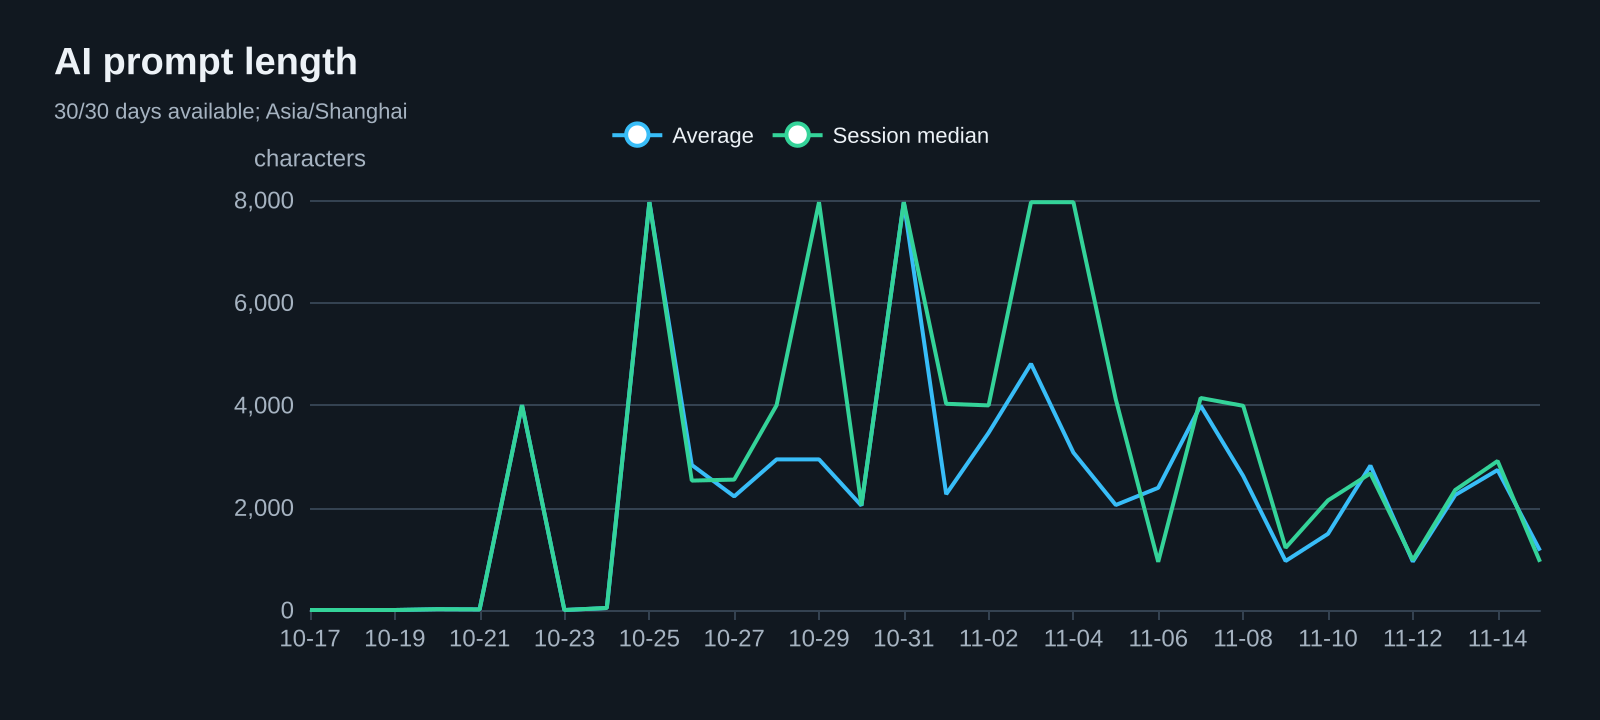 AI prompt length
30/30 days available; Asia/Shanghai
Average Session median
characters
8,000
6,000
4,000
2,000
0
10-17 10-19 10-21 10-23 10-25 10-27 10-29 10-31 11-02 11-04 11-06 11-08 11-10 11-12 11-14